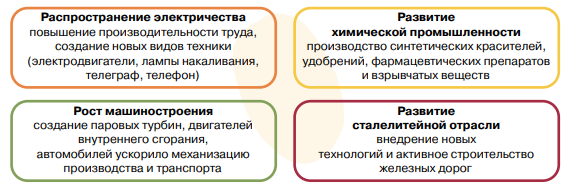 Распространение электричества
повышение производительности труда,
создание новых видов техники
(электродвигатели, лампы накаливания,
телеграф, телефон)
Развитие
химической промышленности
производство синтетических красителей,
удобрений, фармацевтических препаратов
и взрывчатых веществ
Рост машиностроения
создание паровых турбин, двигателей
внутреннего сгорания,
автомобилей ускорило механизацию
производства и транспорта
Развитие
сталелитейной отрасли
внедрение новых
технологий и активное строительство
железных дорог